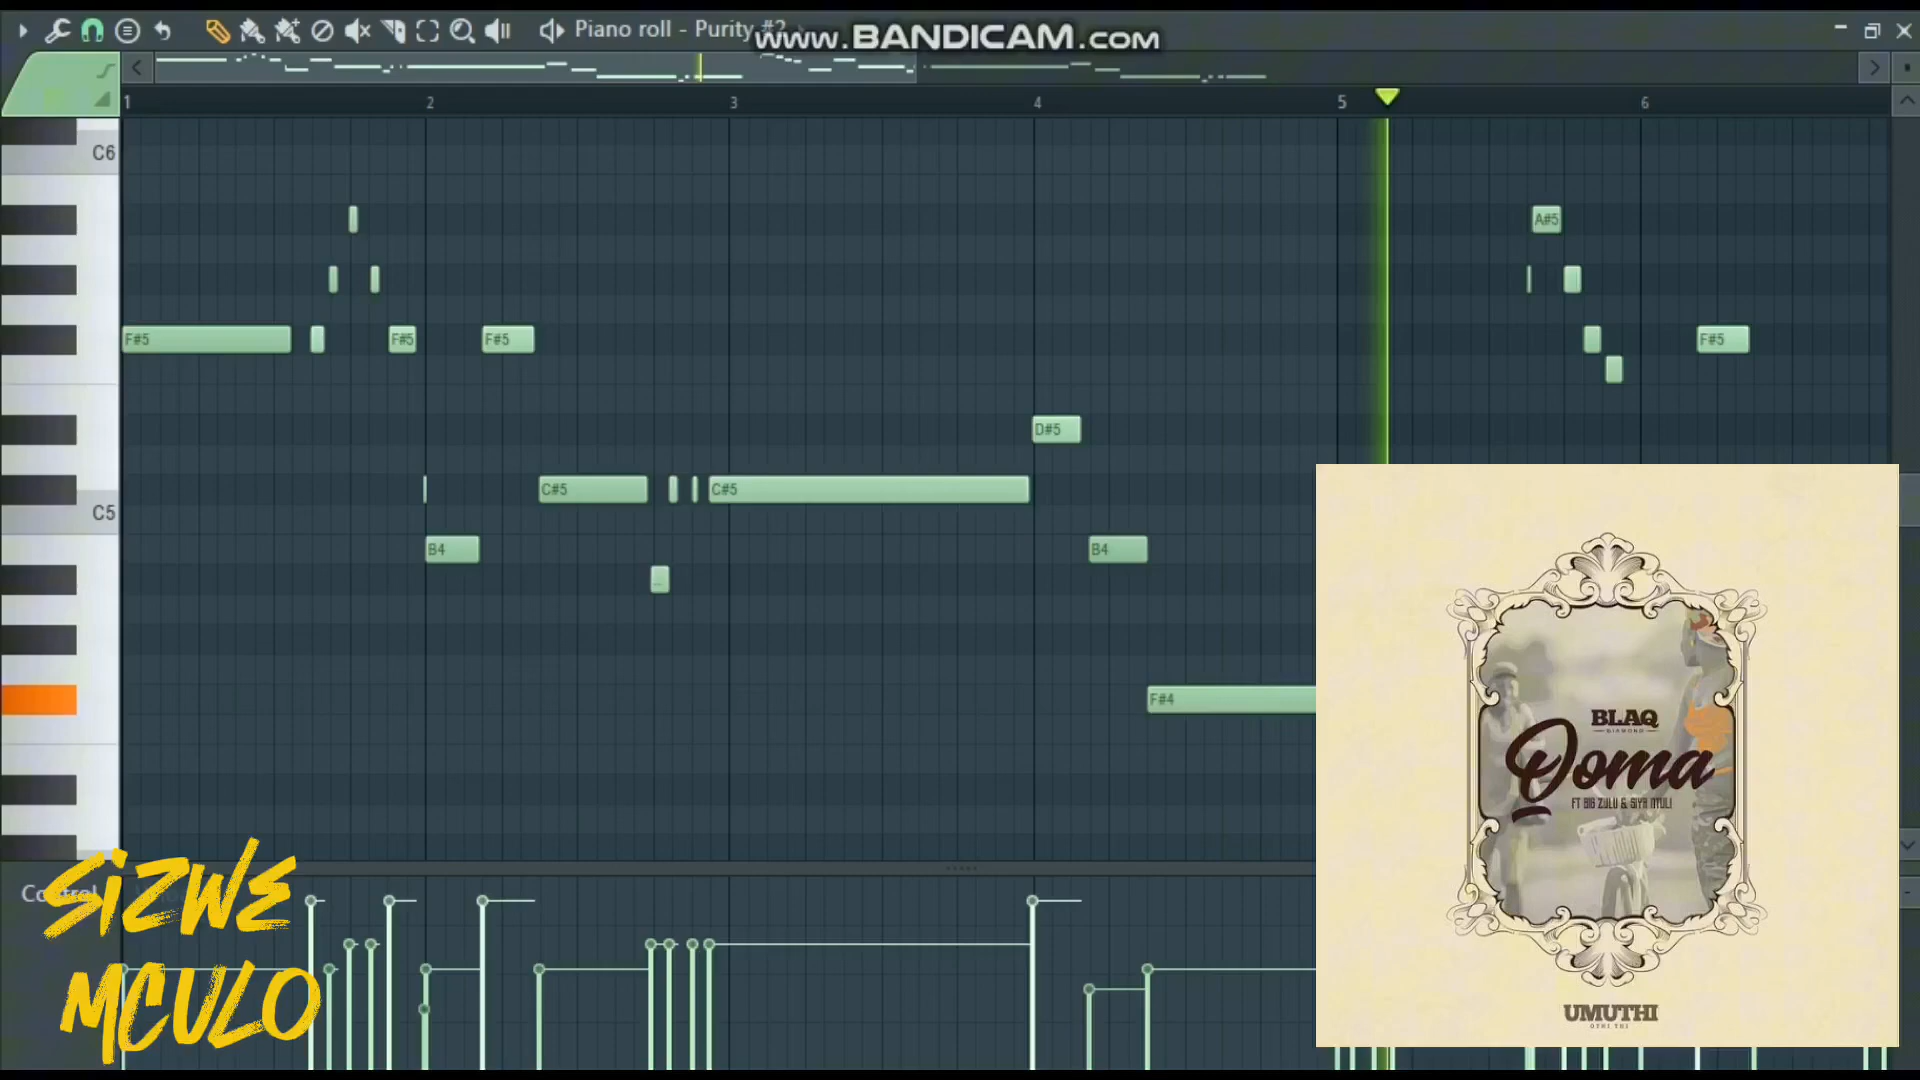 Piano roll - Purity #2
www.BANDICAM.com
1 2 3 4 5 6
C6
A#5
F#5 F#5 F#5 F#5
D#5
C#5 C#5
C5
B4 B4
F#4
Control
SiZWE
MCULO
BLAQ
DIAMOND
Qoma
FT BIG ZULU & SIYA NTULI
UMUTHI